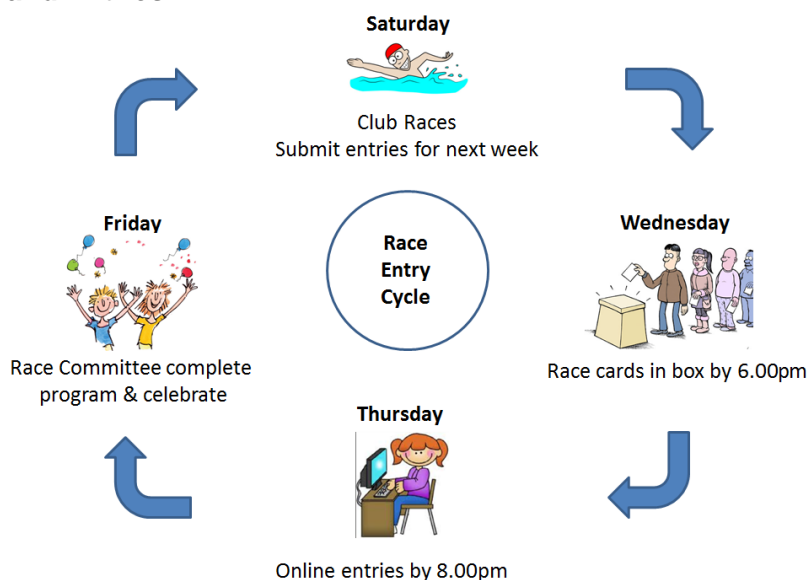 Saturday
Club Races
Submit entries for next week
Wednesday
Race cards in box by 6.00pm
Thursday
Online entries by 8.00pm
Friday
Race Committee complete
program & celebrate
Race
Entry
Cycle